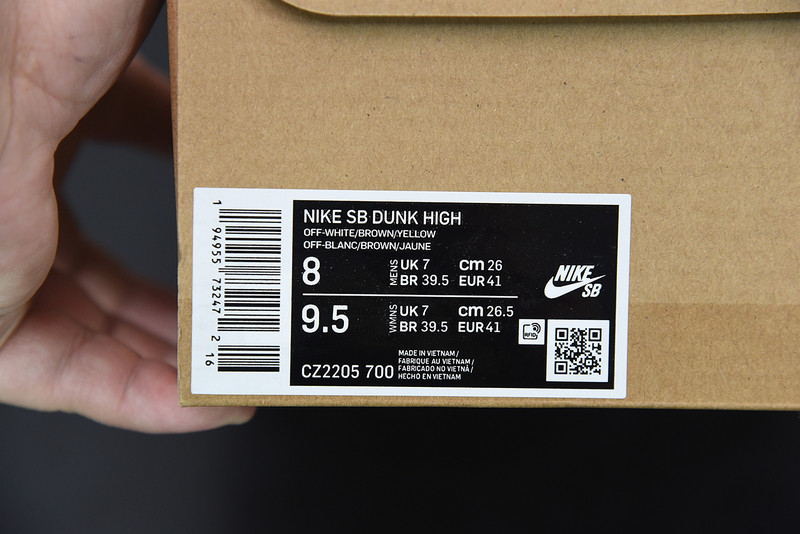 1 94955 73247 2 16
NIKE SB DUNK HIGH
OFF-WHITE/BROWN/YELLOW
OFF-BLANC/BROWN/JAUNE
8 MENS UK 7 cm 26
BR 39.5 EUR 41
9.5 WMNS UK 7 cm 26.5
BR 39.5 EUR 41
NIKE
SB
RFID
CZ2205 700
MADE IN VIETNAM /
FABRIQUE AU VIETNAM /
FABRICADO NO VIETNÃ /
HECHO EN VIETNAM